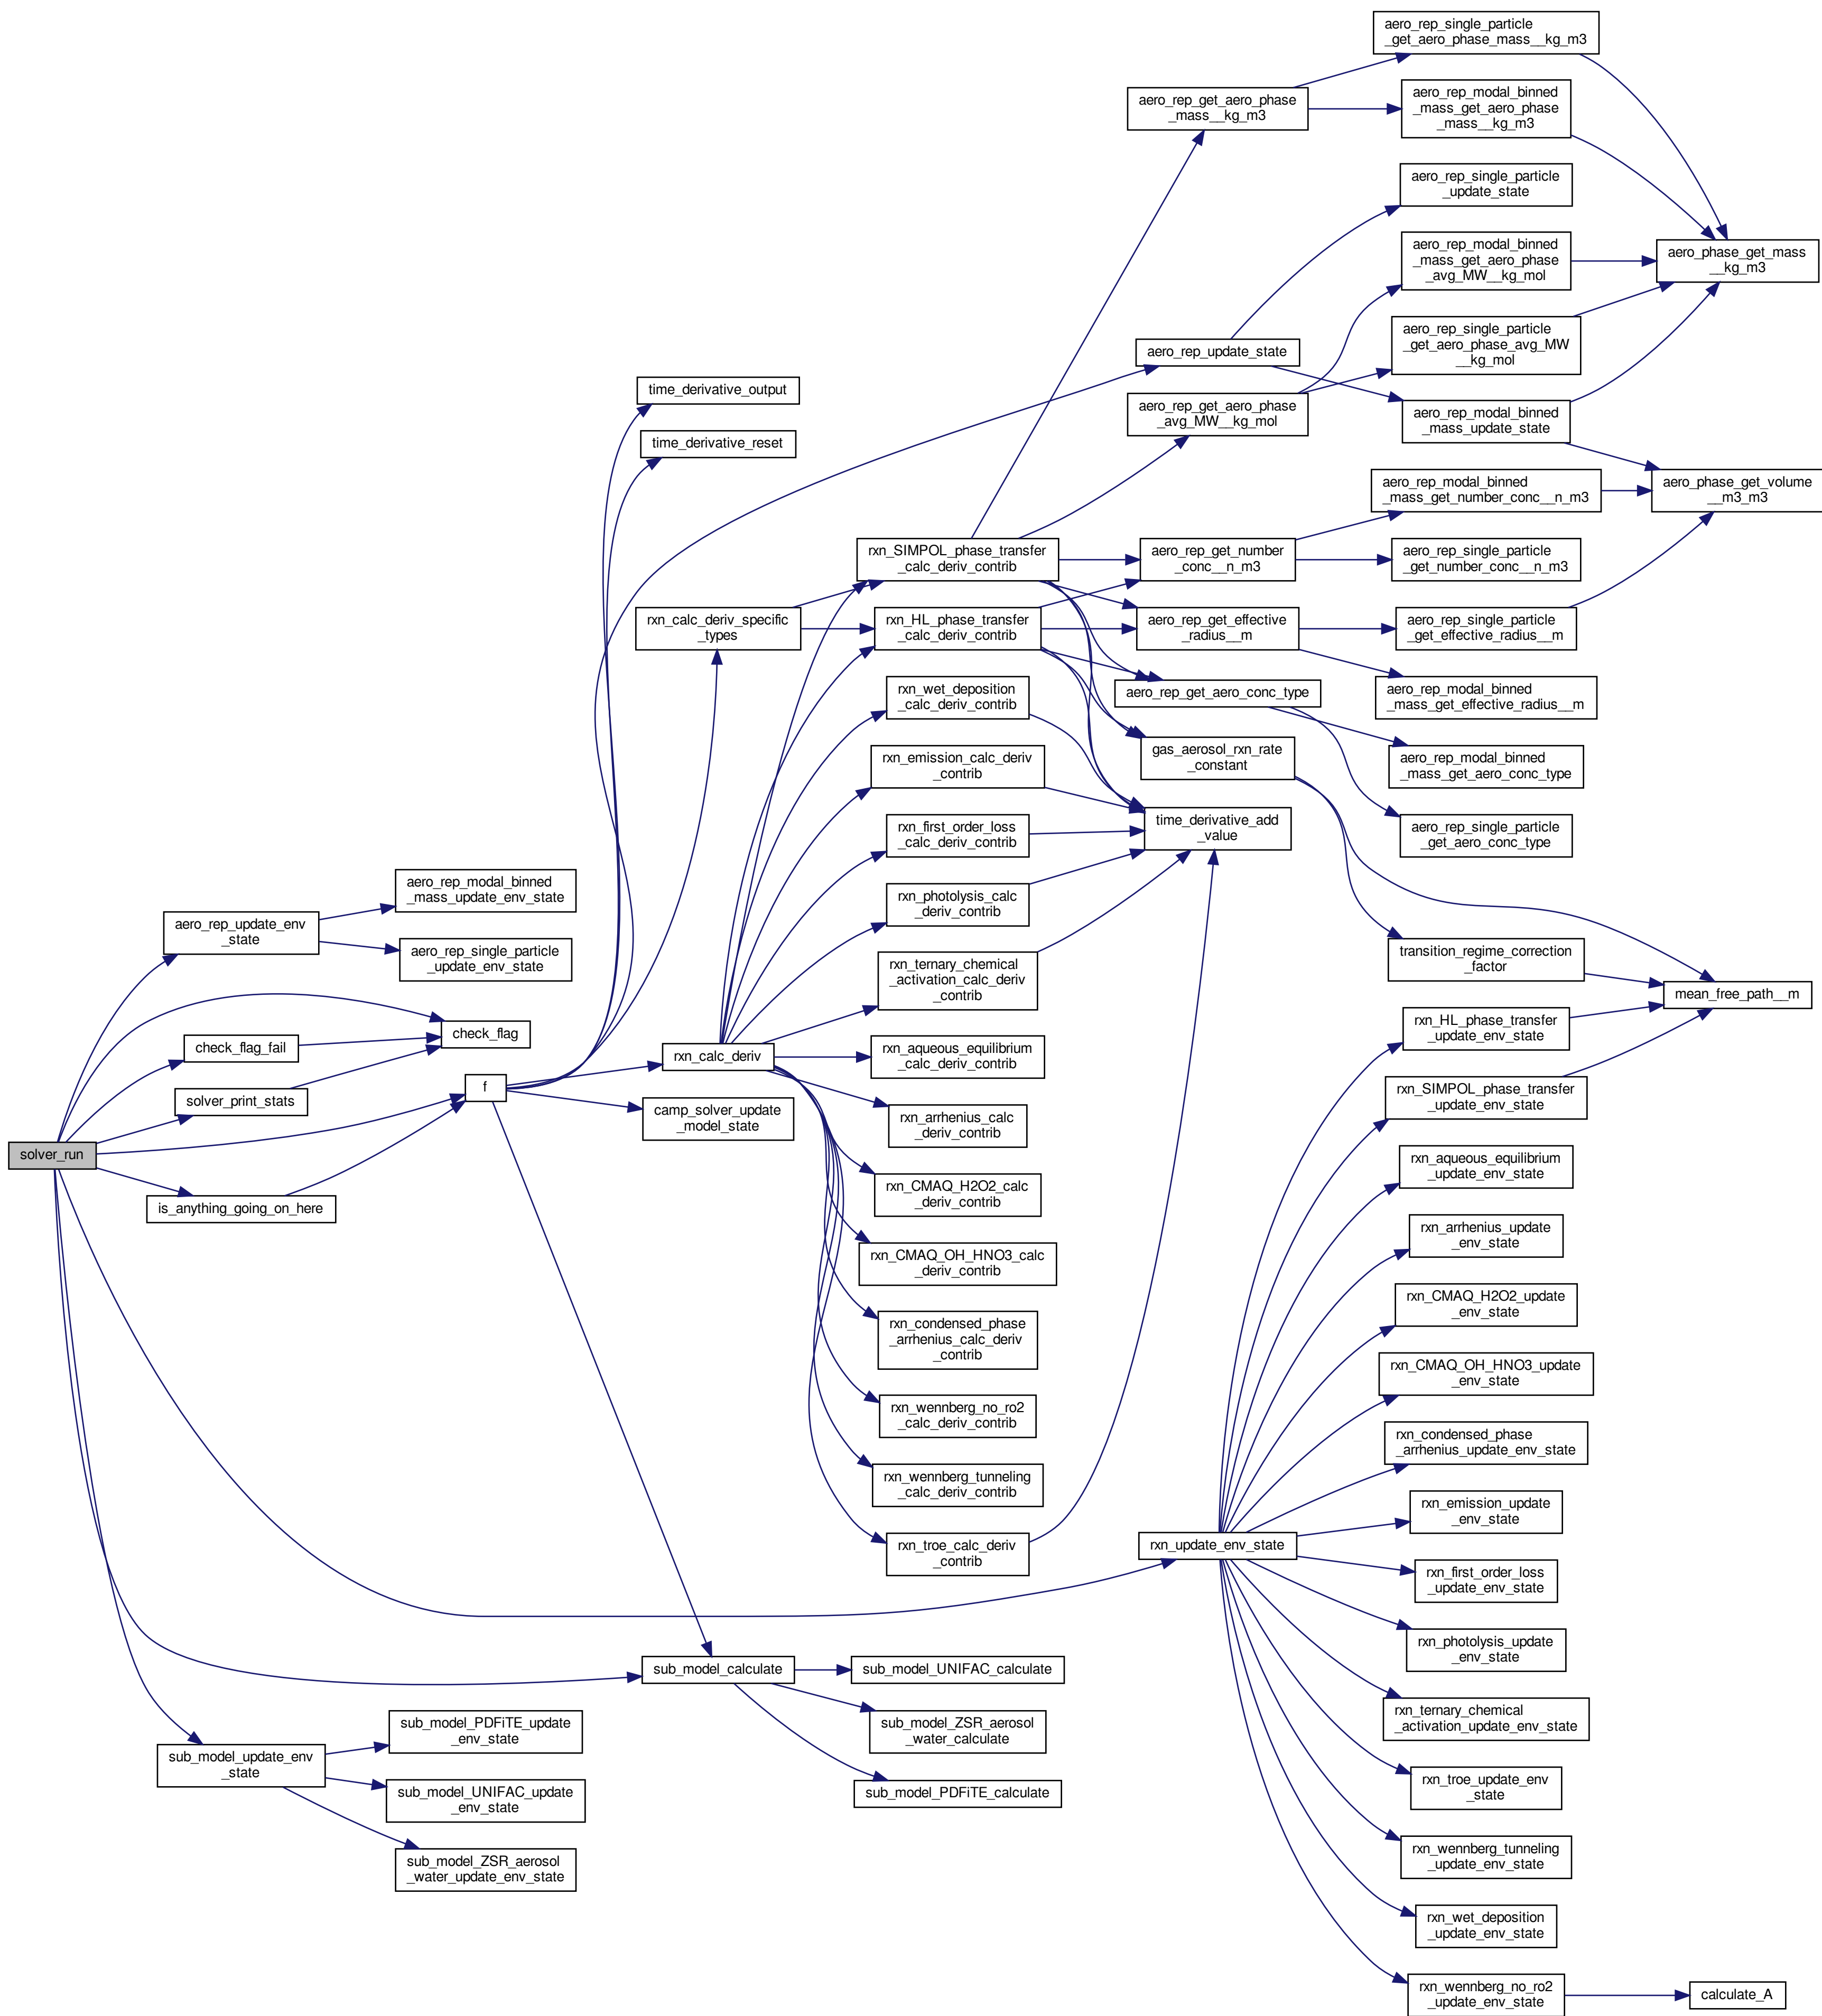 aero_rep_single_particle
_get_aero_phase_mass__kg_m3
aero_rep_get_aero_phase
_mass__kg_m3
aero_rep_modal_binned
_mass_get_aero_phase
_mass__kg_m3
aero_rep_single_particle
_update_state
aero_rep_modal_binned
_mass_get_aero_phase
_avg_MW__kg_mol
aero_phase_get_mass
__kg_m3
aero_rep_single_particle
_get_aero_phase_avg_MW
__kg_mol
aero_rep_update_state
time_derivative_output
aero_rep_get_aero_phase
_avg_MW__kg_mol
aero_rep_modal_binned
_mass_update_state
time_derivative_reset
aero_rep_modal_binned
_mass_get_number_conc__n_m3
aero_phase_get_volume
__m3_m3
rxn_SIMPOL_phase_transfer
_calc_deriv_contrib
aero_rep_get_number
_conc__n_m3
aero_rep_single_particle
_get_number_conc__n_m3
rxn_calc_deriv_specific
_types
rxn_HL_phase_transfer
_calc_deriv_contrib
aero_rep_get_effective
_radius__m
aero_rep_single_particle
_get_effective_radius__m
rxn_wet_deposition
_calc_deriv_contrib
aero_rep_get_aero_conc_type
aero_rep_modal_binned
_mass_get_effective_radius__m
rxn_emission_calc_deriv
_contrib
gas_aerosol_rxn_rate
_constant
aero_rep_modal_binned
_mass_get_aero_conc_type
rxn_first_order_loss
_calc_deriv_contrib
time_derivative_add
_value
aero_rep_single_particle
_get_aero_conc_type
aero_rep_modal_binned
_mass_update_env_state
rxn_photolysis_calc
_deriv_contrib
aero_rep_update_env
_state
aero_rep_single_particle
_update_env_state
transition_regime_correction
_factor
rxn_ternary_chemical
_activation_calc_deriv
_contrib
mean_free_path__m
check_flag
check_flag_fail
rxn_HL_phase_transfer
_update_env_state
rxn_calc_deriv
rxn_aqueous_equilibrium
_calc_deriv_contrib
f
solver_print_stats
rxn_SIMPOL_phase_transfer
_update_env_state
camp_solver_update
_model_state
rxn_arrhenius_calc
_deriv_contrib
solver_run
rxn_aqueous_equilibrium
_update_env_state
is_anything_going_on_here
rxn_CMAQ_H2O2_calc
_deriv_contrib
rxn_arrhenius_update
_env_state
rxn_CMAQ_OH_HNO3_calc
_deriv_contrib
rxn_CMAQ_H2O2_update
_env_state
rxn_condensed_phase
_arrhenius_calc_deriv
_contrib
rxn_CMAQ_OH_HNO3_update
_env_state
rxn_wennberg_no_ro2
_calc_deriv_contrib
rxn_condensed_phase
_arrhenius_update_env_state
rxn_wennberg_tunneling
_calc_deriv_contrib
rxn_emission_update
_env_state
rxn_troe_calc_deriv
_contrib
rxn_update_env_state
rxn_first_order_loss
_update_env_state
rxn_photolysis_update
_env_state
sub_model_calculate
sub_model_UNIFAC_calculate
rxn_ternary_chemical
_activation_update_env_state
sub_model_PDFiTE_update
_env_state
sub_model_ZSR_aerosol
_water_calculate
sub_model_update_env
_state
rxn_troe_update_env
_state
sub_model_UNIFAC_update
_env_state
sub_model_PDFiTE_calculate
rxn_wennberg_tunneling
_update_env_state
sub_model_ZSR_aerosol
_water_update_env_state
rxn_wet_deposition
_update_env_state
rxn_wennberg_no_ro2
_update_env_state
calculate_A